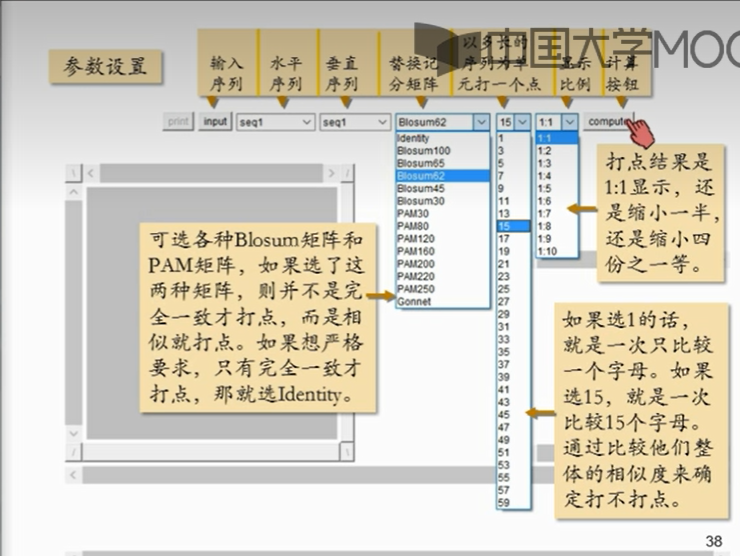 中国大学MOO
参数设置
输入
序列
水平
序列
垂直
序列
替换记
分矩阵
以多长的
序列为单
元打一个点
显示
比例
计算
按钮
print
input
seq1
seq1
Blosum62
15
1:1
compute
Identity
Blosum100
Blosum65
Blosum62
Blosum45
Blosum30
PAM30
PAM80
PAM120
PAM160
PAM200
PAM220
PAM250
Gonnet
1
3
5
7
9
11
13
15
17
19
21
23
25
27
29
31
33
35
37
39
41
43
45
47
49
51
53
55
57
59
1:1
1:2
1:3
1:4
1:5
1:6
1:7
1:8
1:9
1:10
打点结果是
1:1显示，还
是缩小一半，
还是缩小四
份之一等。
可选各种Blosum矩阵和
PAM矩阵，如果选了这
两种矩阵，则并不是完
全一致才打点，而是相
似就打点。如果想严格
要求，只有完全一致才
打点，那就选Identity。
如果选1的话，
就是一次只比较
一个字母。如果
选15，就是一次
比较15个字母。
通过比较他们整
体的相似度来确
定打不打点。
38